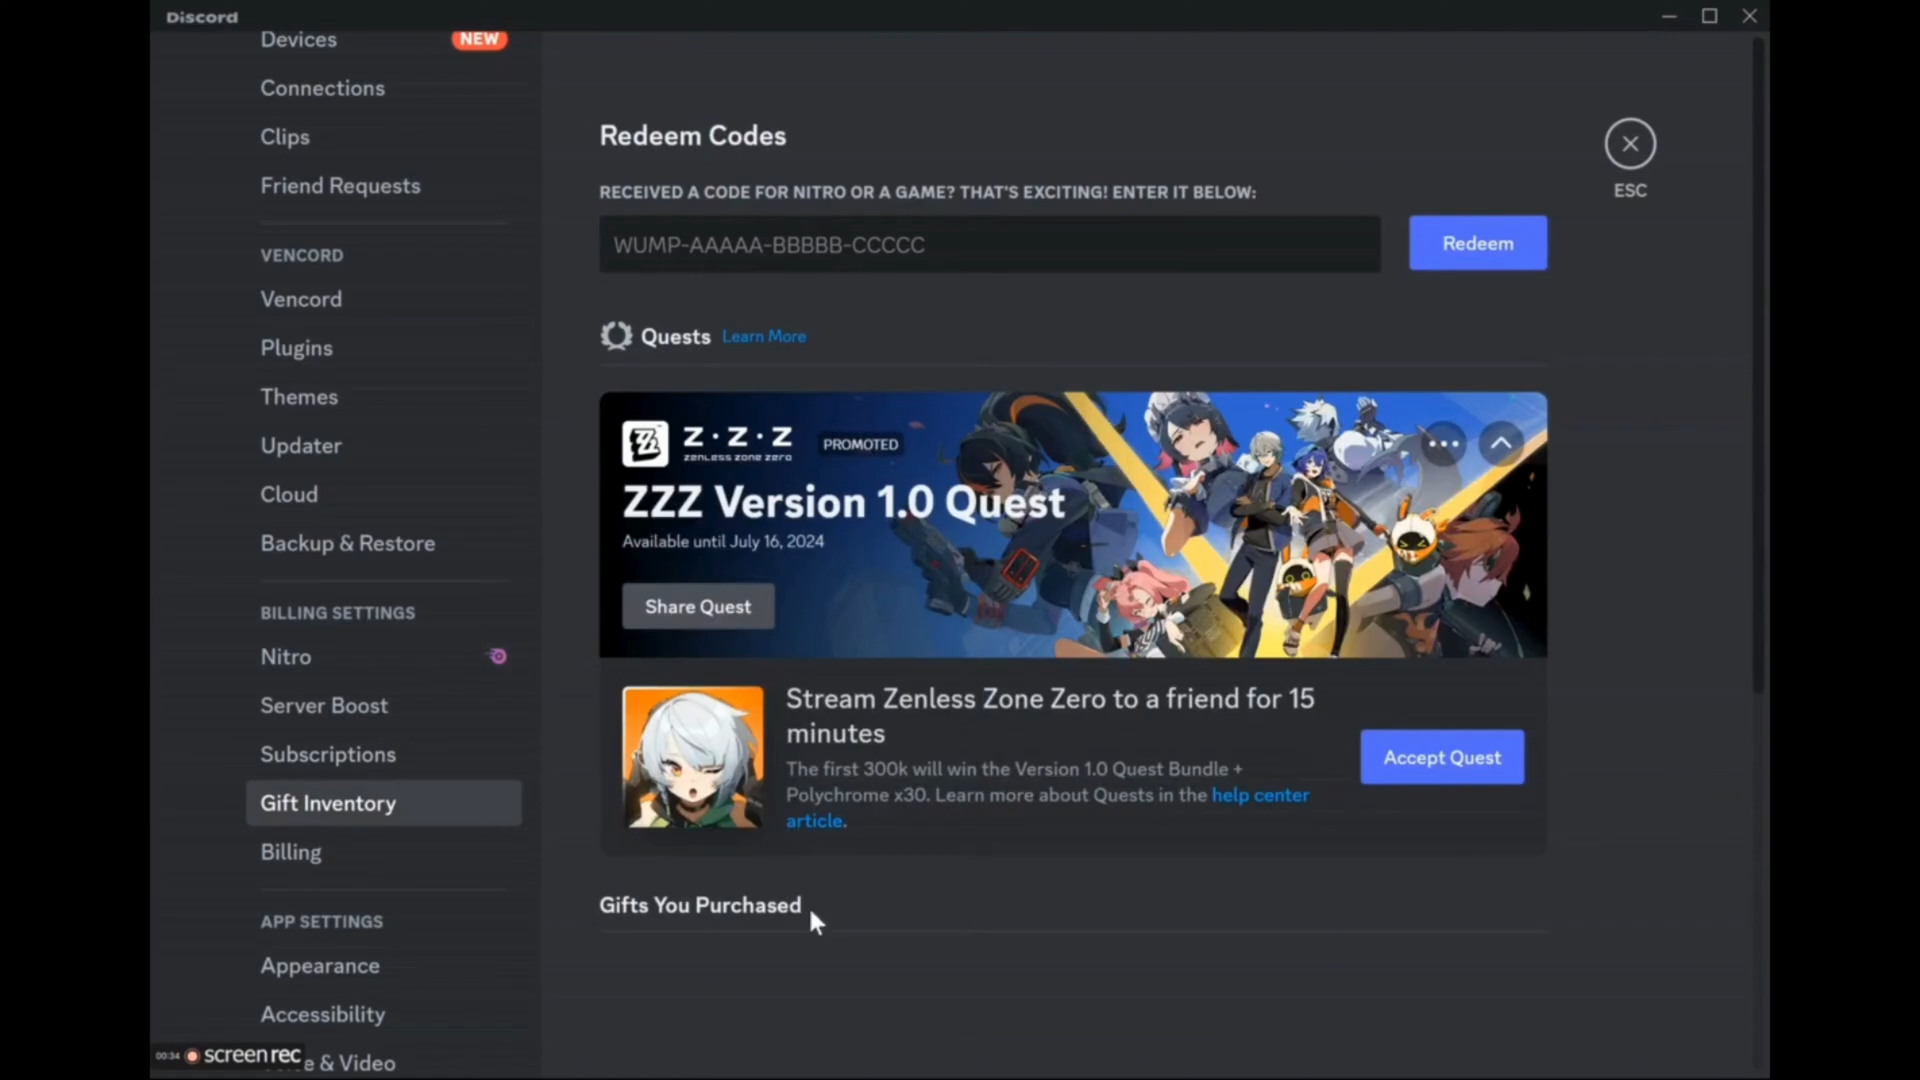 Discord
Devices NEW
Connections
Clips
Friend Requests
VENCORD
Vencord
Plugins
Themes
Updater
Cloud
Backup & Restore
BILLING SETTINGS
Nitro
Server Boost
Subscriptions
Gift Inventory
Billing
APP SETTINGS
Appearance
Accessibility
e & Video
00:34 screenrec
Redeem Codes
ESC
RECEIVED A CODE FOR NITRO OR A GAME? THAT'S EXCITING! ENTER IT BELOW:
WUMP-AAAAA-BBBBB-CCCCC
Redeem
Quests Learn More
Z·Z·Z
zenless zone zero
PROMOTED
ZZZ Version 1.0 Quest
Available until July 16, 2024
Share Quest
Stream Zenless Zone Zero to a friend for 15
minutes
The first 300k will win the Version 1.0 Quest Bundle +
Polychrome x30. Learn more about Quests in the help center
article.
Accept Quest
Gifts You Purchased